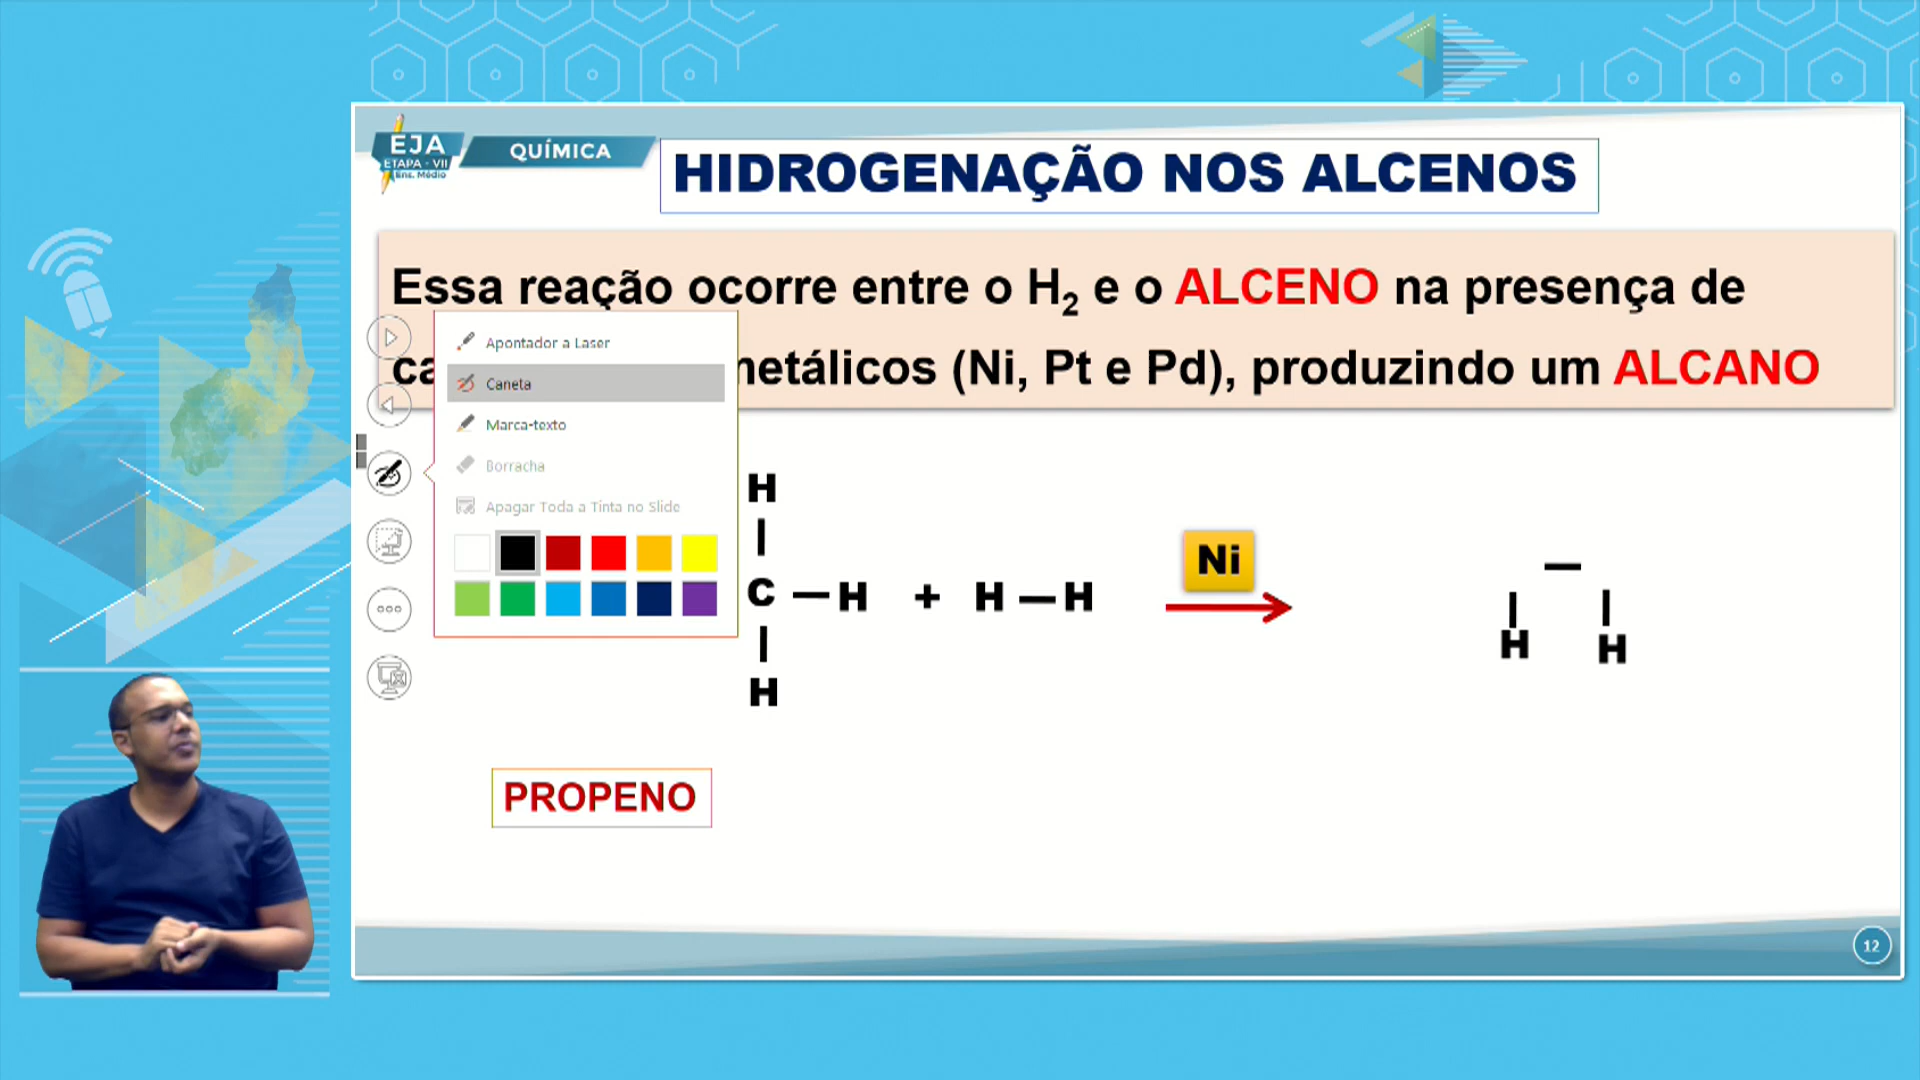 EJA
ETAPA - VII
Ens. Médio
QUÍMICA
HIDROGENAÇÃO NOS ALCENOS
Essa reação ocorre entre o H₂ e o ALCENO na presença de
(Ni, Pt e Pd), produzindo um ALCANO
Apontador a Laser
Caneta
Marca-texto
Borracha
Apagar Toda a Tinta no Slide
H
C — H + H — H
H
Ni
H H
PROPENO
12